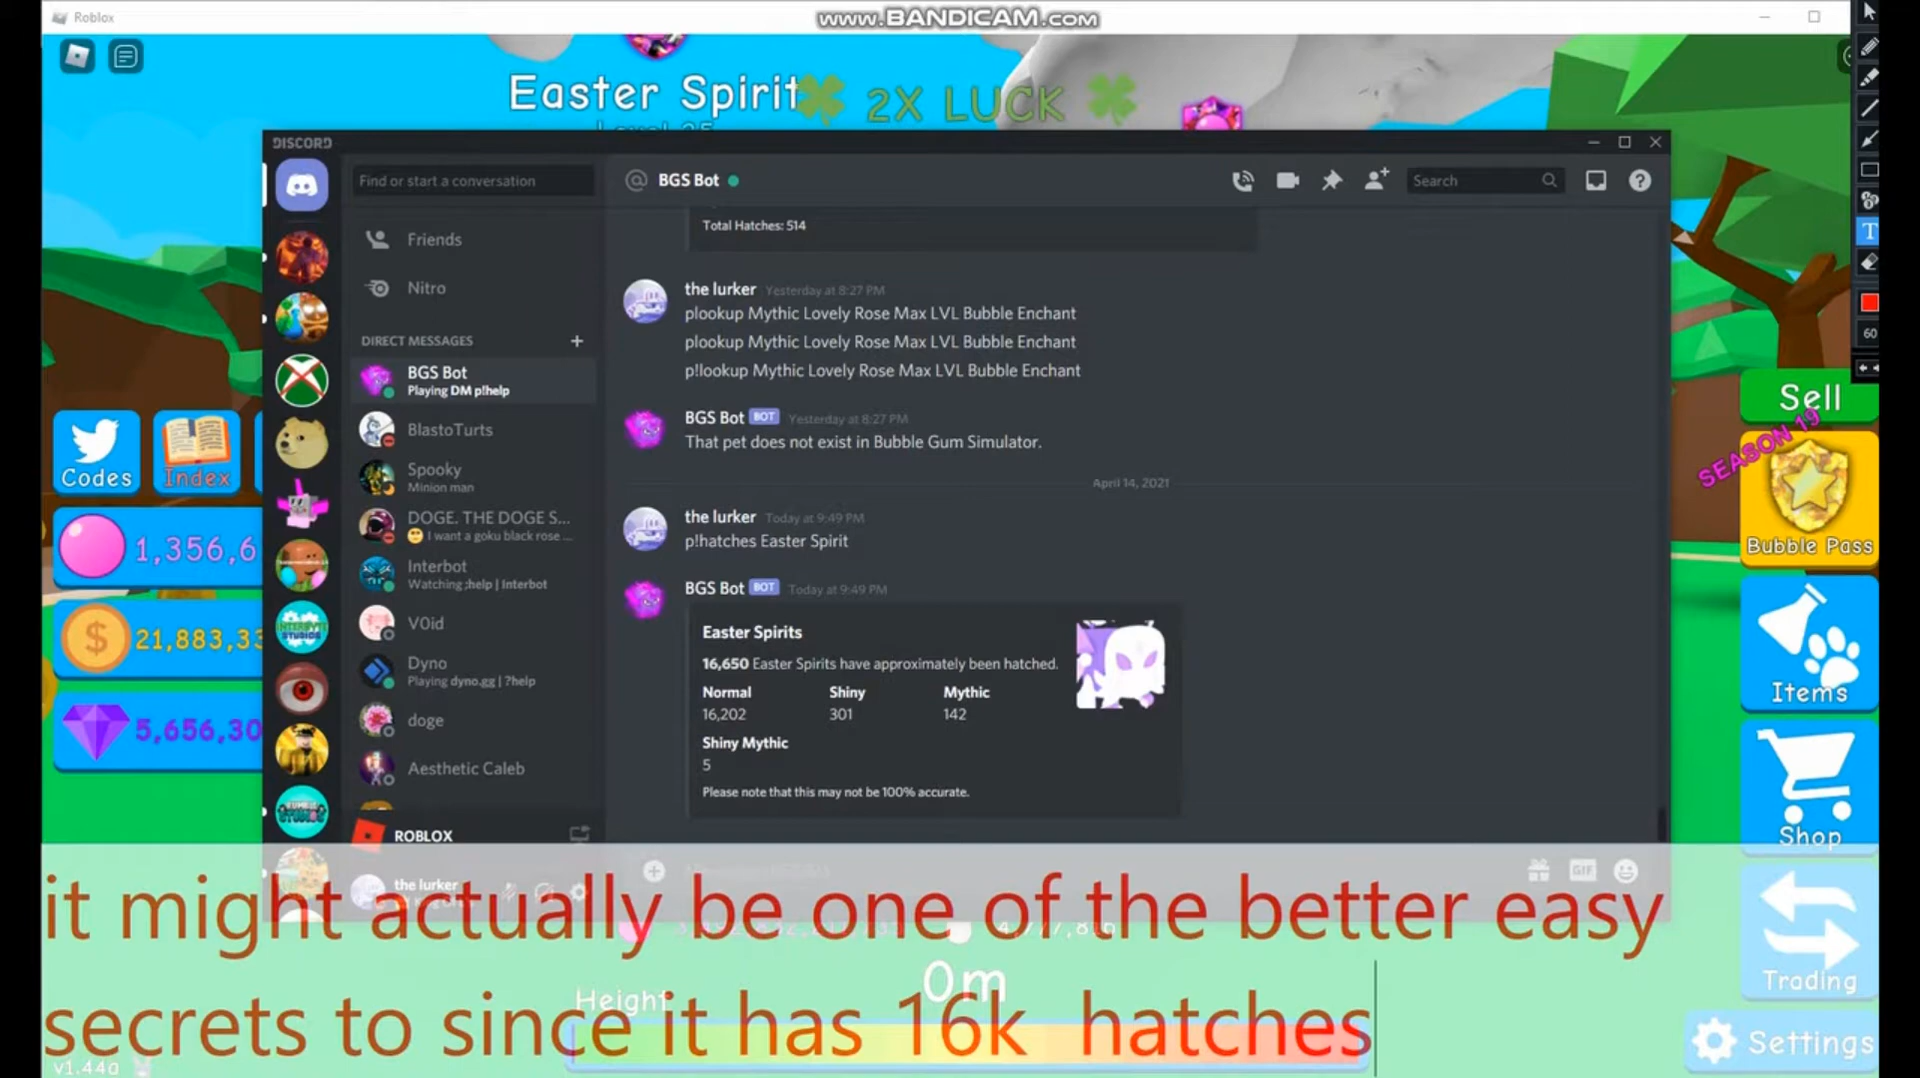 Roblox
www.BANDICAM.com
Easter Spirit
2X LUCK
DISCORD
Find or start a conversation
BGS Bot
Search
Friends
Nitro
DIRECT MESSAGES
BGS Bot
Playing DM p!help
BlastoTurts
Spooky
Minion man
DOGE. THE DOGE S...
I want a goku black rose ...
Interbot
Watching ;help | Interbot
V0id
Dyno
Playing dyno.gg | ?help
doge
Aesthetic Caleb
ROBLOX
the lurker
Total Hatches: 514
the lurker Yesterday at 8:27 PM
plookup Mythic Lovely Rose Max LVL Bubble Enchant
plookup Mythic Lovely Rose Max LVL Bubble Enchant
p!lookup Mythic Lovely Rose Max LVL Bubble Enchant
BGS Bot BOT Yesterday at 8:27 PM
That pet does not exist in Bubble Gum Simulator.
April 14, 2021
the lurker Today at 9:49 PM
p!hatches Easter Spirit
BGS Bot BOT Today at 9:49 PM
Easter Spirits
16,650 Easter Spirits have approximately been hatched.
Normal Shiny Mythic
16,202 301 142
Shiny Mythic
5
Please note that this may not be 100% accurate.
GIF
Codes
Index
1,356,6
21,883,33
5,656,30
T
60
Sell
SEASON 19
Bubble Pass
Items
Shop
Trading
Settings
it might actually be one of the better easy
0m
Height
secrets to since it has 16k hatches
v1.44a